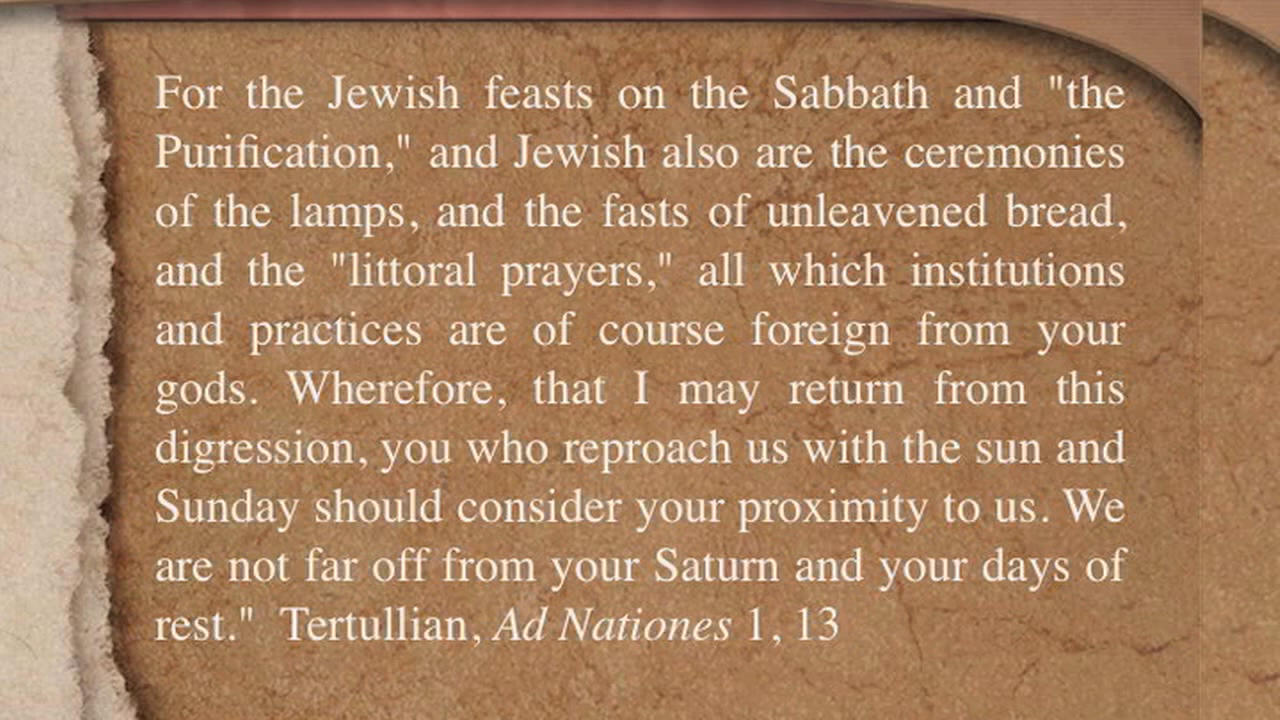 For the Jewish feasts on the Sabbath and "the
Purification," and Jewish also are the ceremonies
of the lamps, and the fasts of unleavened bread,
and the "littoral prayers," all which institutions
and practices are of course foreign from your
gods. Wherefore, that I may return from this
digression, you who reproach us with the sun and
Sunday should consider your proximity to us. We
are not far off from your Saturn and your days of
rest." Tertullian, Ad Nationes 1, 13